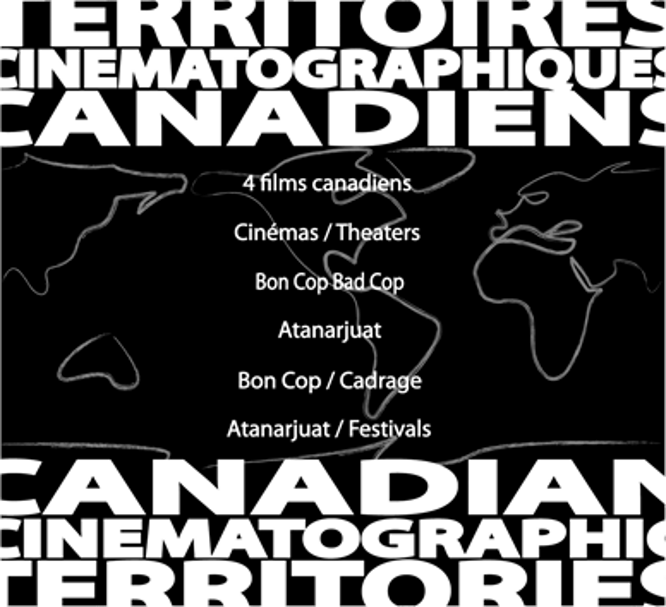 TERRITOIRES
CINEMATOGRAPHIQUES
CANADIENS
4 films canadiens
Cinémas / Theaters
Bon Cop Bad Cop
Atanarjuat
Bon Cop / Cadrage
Atanarjuat / Festivals
CANADIAN
CINEMATOGRAPHIC
TERRITORIES